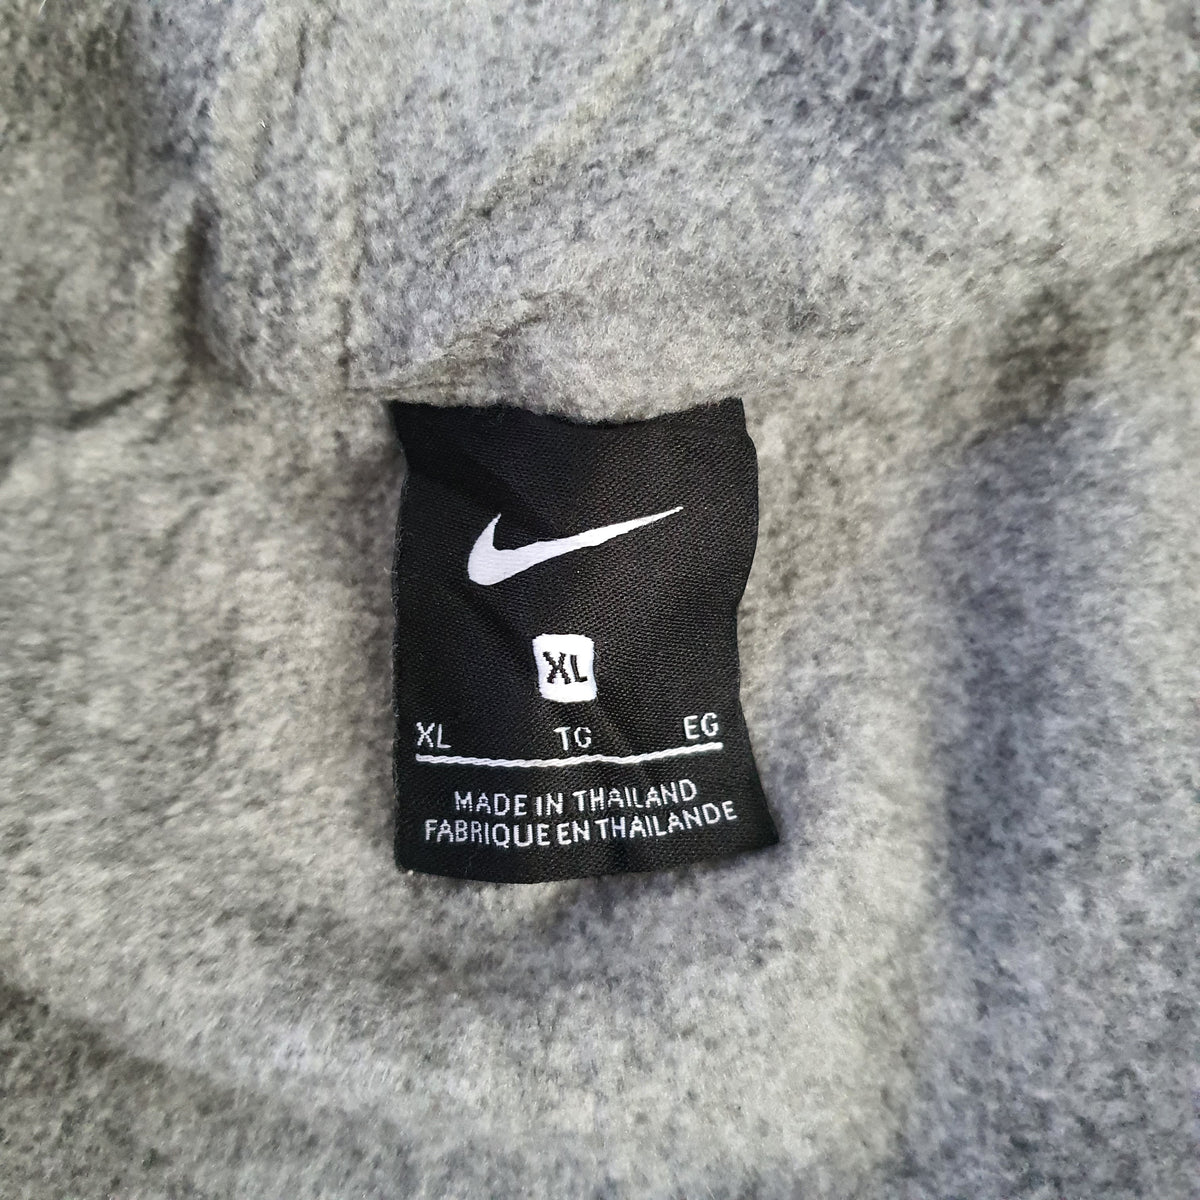 XL
XL TG EG
MADE IN THAILAND
FABRIQUE EN THAILANDE